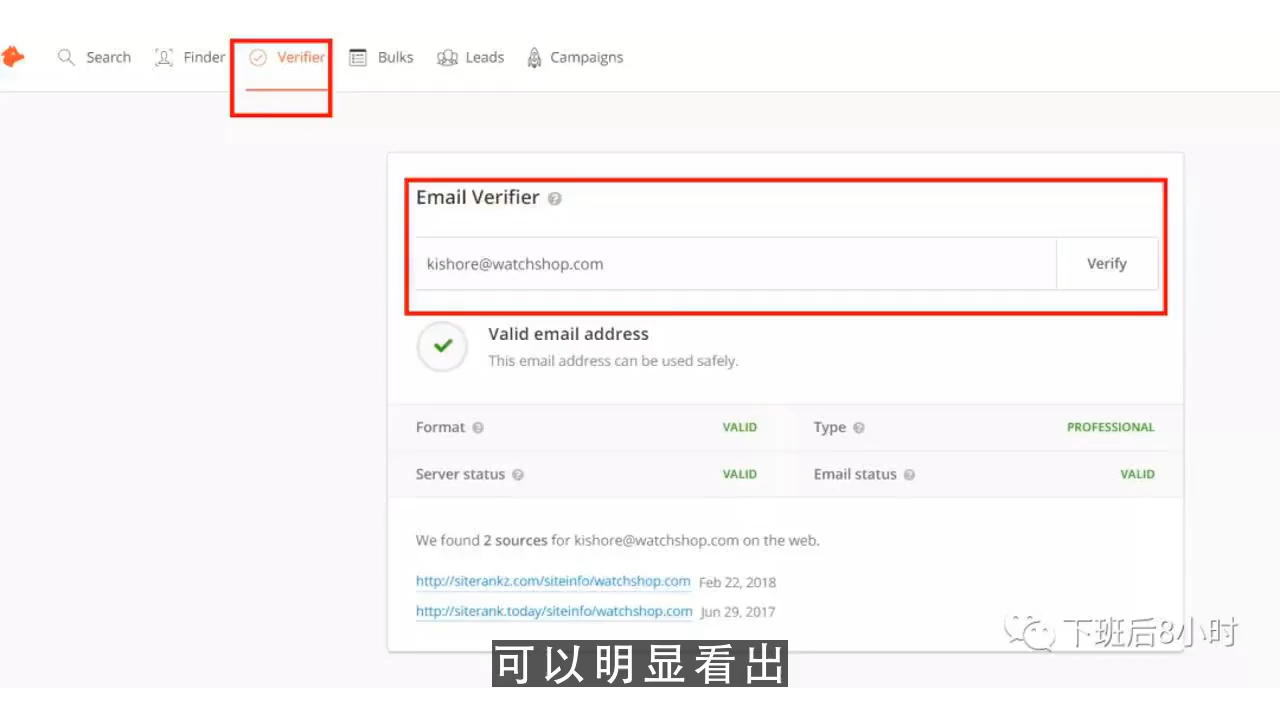 Search Finder Verifier Bulks Leads Campaigns
Email Verifier
kishore@watchshop.com Verify
Valid email address
This email address can be used safely.
Format VALID Type PROFESSIONAL
Server status VALID Email status VALID
We found 2 sources for kishore@watchshop.com on the web.
http://siterankz.com/siteinfo/watchshop.com Feb 22, 2018
http://siterank.today/siteinfo/watchshop.com Jun 29, 2017
下班后8小时
可以明显看出